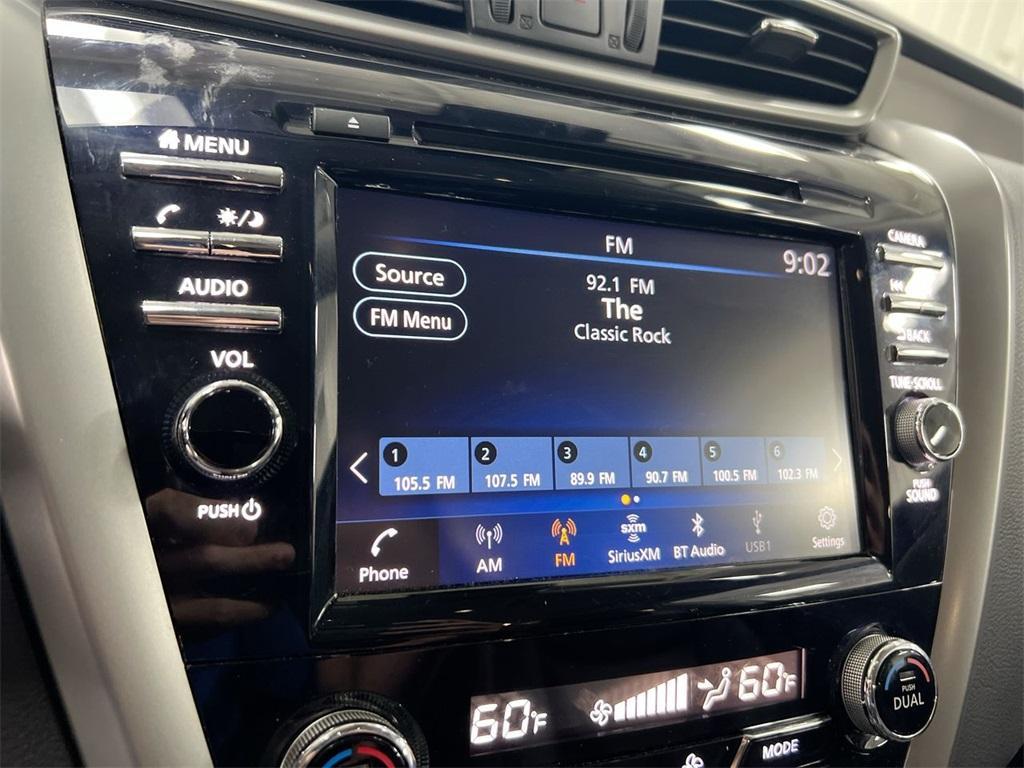 MENU
AUDIO
VOL
PUSH
FM
9:02
Source
FM Menu
92.1 FM
The
Classic Rock
1 2 3 4 5 6
105.5 FM 107.5 FM 89.9 FM 90.7 FM 100.5 FM 102.3 FM
Phone AM FM SiriusXM BT Audio USB1 Settings
sxm
CAMERA
BACK
TUNE·SCROLL
PUSH
SOUND
60°F 60°F
PUSH
DUAL
MODE